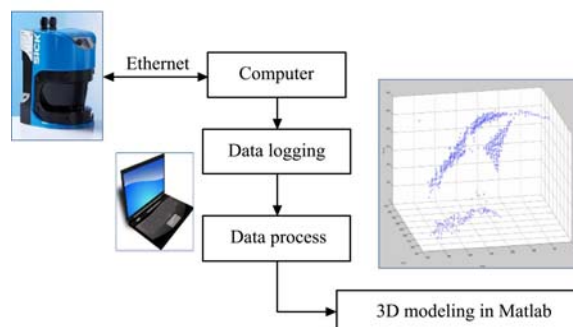 SICK
Ethernet
Computer
Data logging
Data process
3D modeling in Matlab